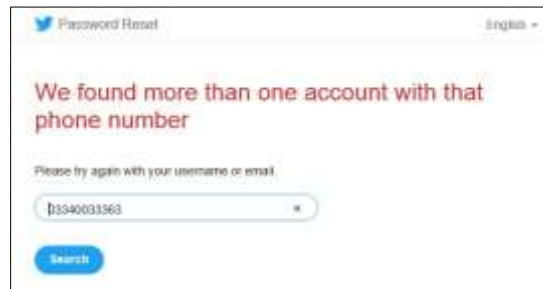 Password Reset
English
We found more than one account with that
phone number
Please try again with your username or email.
03340033363
Search